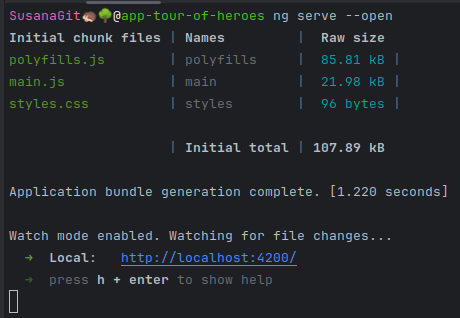 SusanaGit🦔🌳@app-tour-of-heroes ng serve --open
Initial chunk files | Names         |  Raw size
polyfills.js        | polyfills     |  85.81 kB |
main.js             | main          |  21.98 kB |
styles.css          | styles        |  96 bytes |
                    | Initial total | 107.89 kB
Application bundle generation complete. [1.220 seconds]
Watch mode enabled. Watching for file changes...
  ➜  Local:   http://localhost:4200/
  ➜  press h + enter to show help